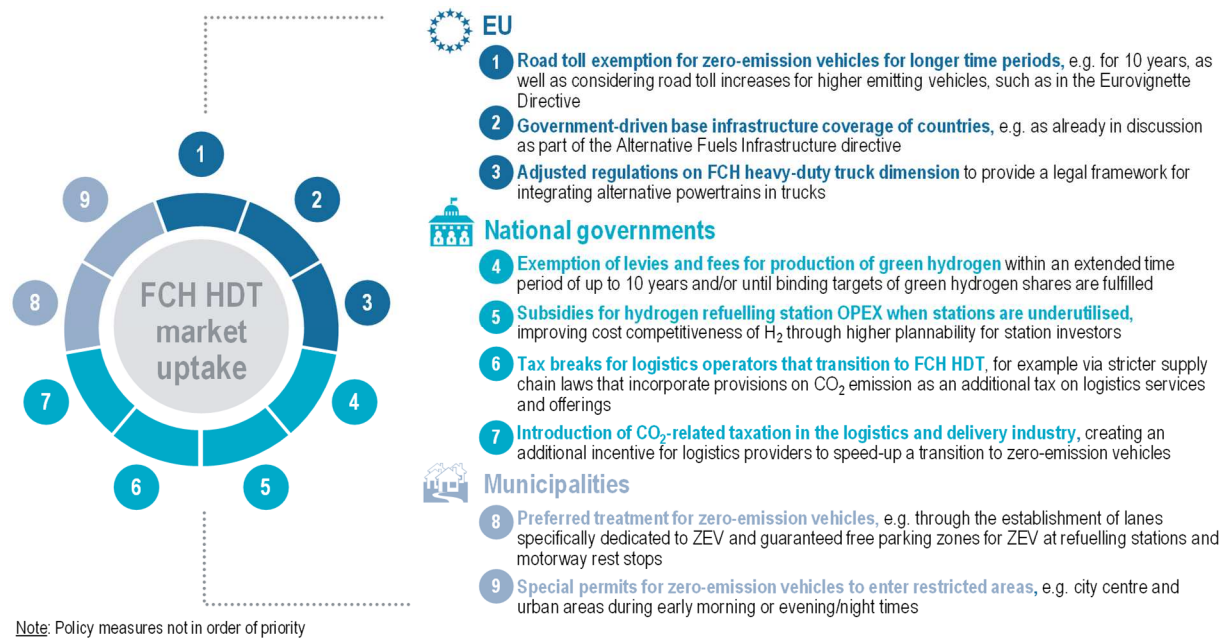 EU
1 Road toll exemption for zero-emission vehicles for longer time periods, e.g. for 10 years, as
well as considering road toll increases for higher emitting vehicles, such as in the Eurovignette
Directive
2 Government-driven base infrastructure coverage of countries, e.g. as already in discussion
as part of the Alternative Fuels Infrastructure directive
3 Adjusted regulations on FCH heavy-duty truck dimension to provide a legal framework for
integrating alternative powertrains in trucks
National governments
4 Exemption of levies and fees for production of green hydrogen within an extended time
period of up to 10 years and/or until binding targets of green hydrogen shares are fulfilled
5 Subsidies for hydrogen refuelling station OPEX when stations are underutilised,
improving cost competitiveness of H₂ through higher plannability for station investors
6 Tax breaks for logistics operators that transition to FCH HDT, for example via stricter supply
chain laws that incorporate provisions on CO₂ emission as an additional tax on logistics services
and offerings
7 Introduction of CO₂-related taxation in the logistics and delivery industry, creating an
additional incentive for logistics providers to speed-up a transition to zero-emission vehicles
Municipalities
8 Preferred treatment for zero-emission vehicles, e.g. through the establishment of lanes
specifically dedicated to ZEV and guaranteed free parking zones for ZEV at refuelling stations and
motorway rest stops
9 Special permits for zero-emission vehicles to enter restricted areas, e.g. city centre and
urban areas during early morning or evening/night times
1
2
3
4
5
6
7
8
9
FCH HDT
market
uptake
Note: Policy measures not in order of priority